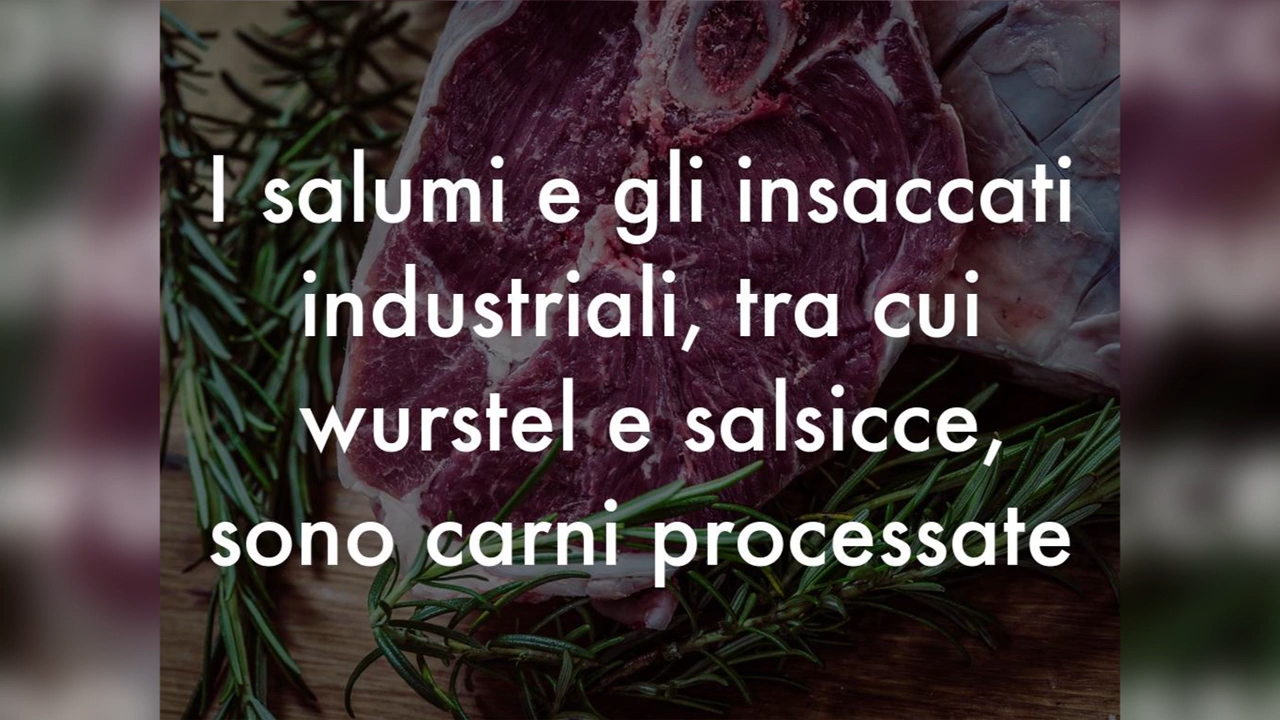 I salumi e gli insaccati
industriali, tra cui
wurstel e salsicce,
sono carni processate